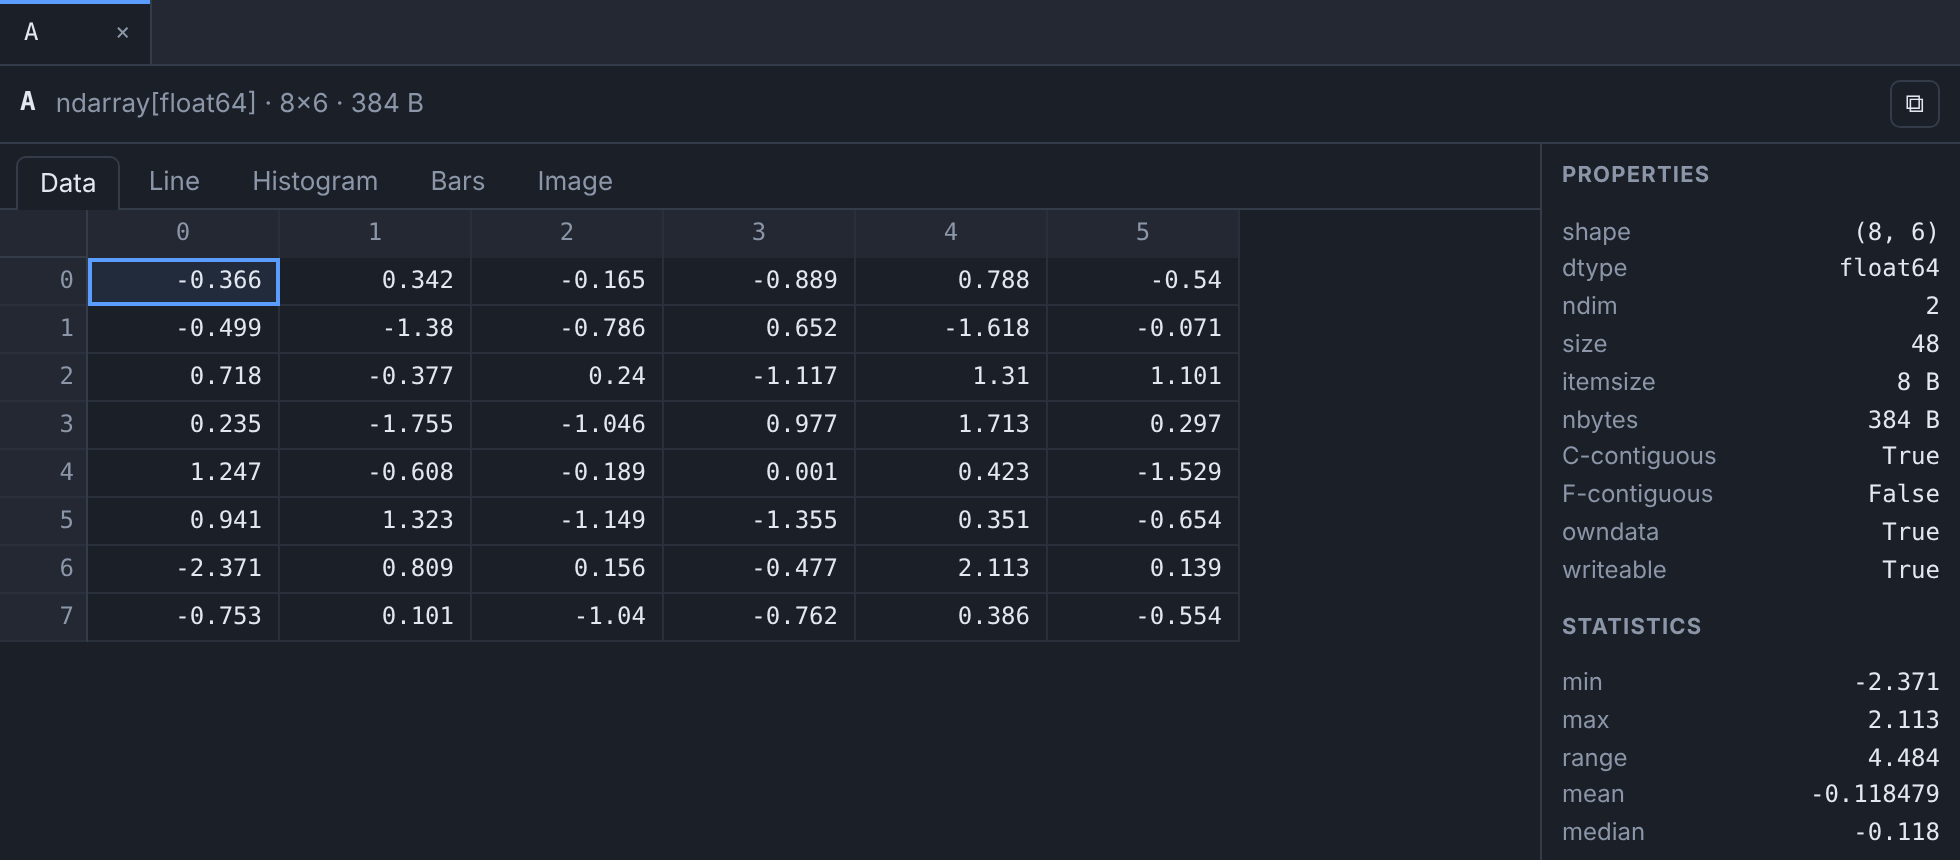 A ×
A ndarray[float64] · 8×6 · 384 B
Data Line Histogram Bars Image
0 1 2 3 4 5
0 -0.366 0.342 -0.165 -0.889 0.788 -0.54
1 -0.499 -1.38 -0.786 0.652 -1.618 -0.071
2 0.718 -0.377 0.24 -1.117 1.31 1.101
3 0.235 -1.755 -1.046 0.977 1.713 0.297
4 1.247 -0.608 -0.189 0.001 0.423 -1.529
5 0.941 1.323 -1.149 -1.355 0.351 -0.654
6 -2.371 0.809 0.156 -0.477 2.113 0.139
7 -0.753 0.101 -1.04 -0.762 0.386 -0.554
PROPERTIES
shape (8, 6)
dtype float64
ndim 2
size 48
itemsize 8 B
nbytes 384 B
C-contiguous True
F-contiguous False
owndata True
writeable True
STATISTICS
min -2.371
max 2.113
range 4.484
mean -0.118479
median -0.118